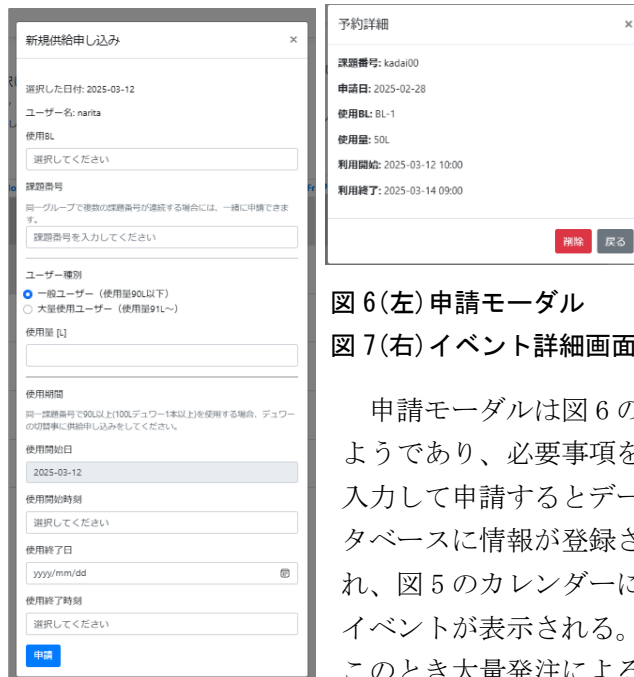 新規供給申し込み ×
選択した日付: 2025-03-12
ユーザー名: narita
使用BL
選択してください
課題番号
同一グループで複数の課題番号が連続する場合には、一緒に申請できま
す。
課題番号を入力してください
ユーザー種別
一般ユーザー（使用量90L以下）
大量使用ユーザー（使用量91L～）
使用量 [L]
使用期間
同一課題番号で90L以上(100Lデュワー1本以上)を使用する場合、デュワー
の切替事に供給申し込みをしてください。
使用開始日
2025-03-12
使用開始時刻
選択してください
使用終了日
yyyy/mm/dd
使用終了時刻
選択してください
申請
予約詳細 ×
課題番号: kadai00
申請日: 2025-02-28
使用BL: BL-1
使用量: 50L
利用開始: 2025-03-12 10:00
利用終了: 2025-03-14 09:00
削除 戻る
図 6(左)申請モーダル
図 7(右)イベント詳細画面
申請モーダルは図 6 の
ようであり、必要事項を
入力して申請するとデー
タベースに情報が登録さ
れ、図 5 のカレンダーに
イベントが表示される。
このとき大量発注による